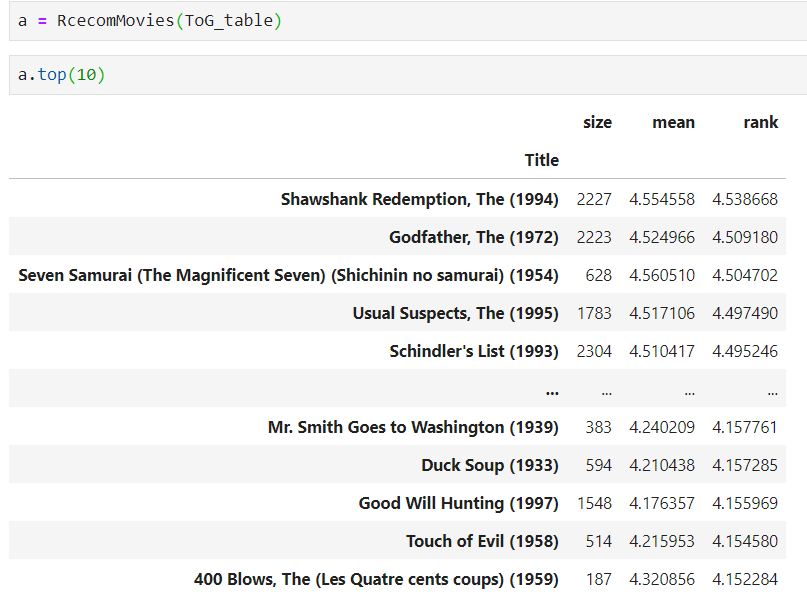 a = RcecomMovies(ToG_table)
a.top(10)
size mean rank
Title
Shawshank Redemption, The (1994) 2227 4.554558 4.538668
Godfather, The (1972) 2223 4.524966 4.509180
Seven Samurai (The Magnificent Seven) (Shichinin no samurai) (1954) 628 4.560510 4.504702
Usual Suspects, The (1995) 1783 4.517106 4.497490
Schindler's List (1993) 2304 4.510417 4.495246
... ... ... ...
Mr. Smith Goes to Washington (1939) 383 4.240209 4.157761
Duck Soup (1933) 594 4.210438 4.157285
Good Will Hunting (1997) 1548 4.176357 4.155969
Touch of Evil (1958) 514 4.215953 4.154580
400 Blows, The (Les Quatre cents coups) (1959) 187 4.320856 4.152284